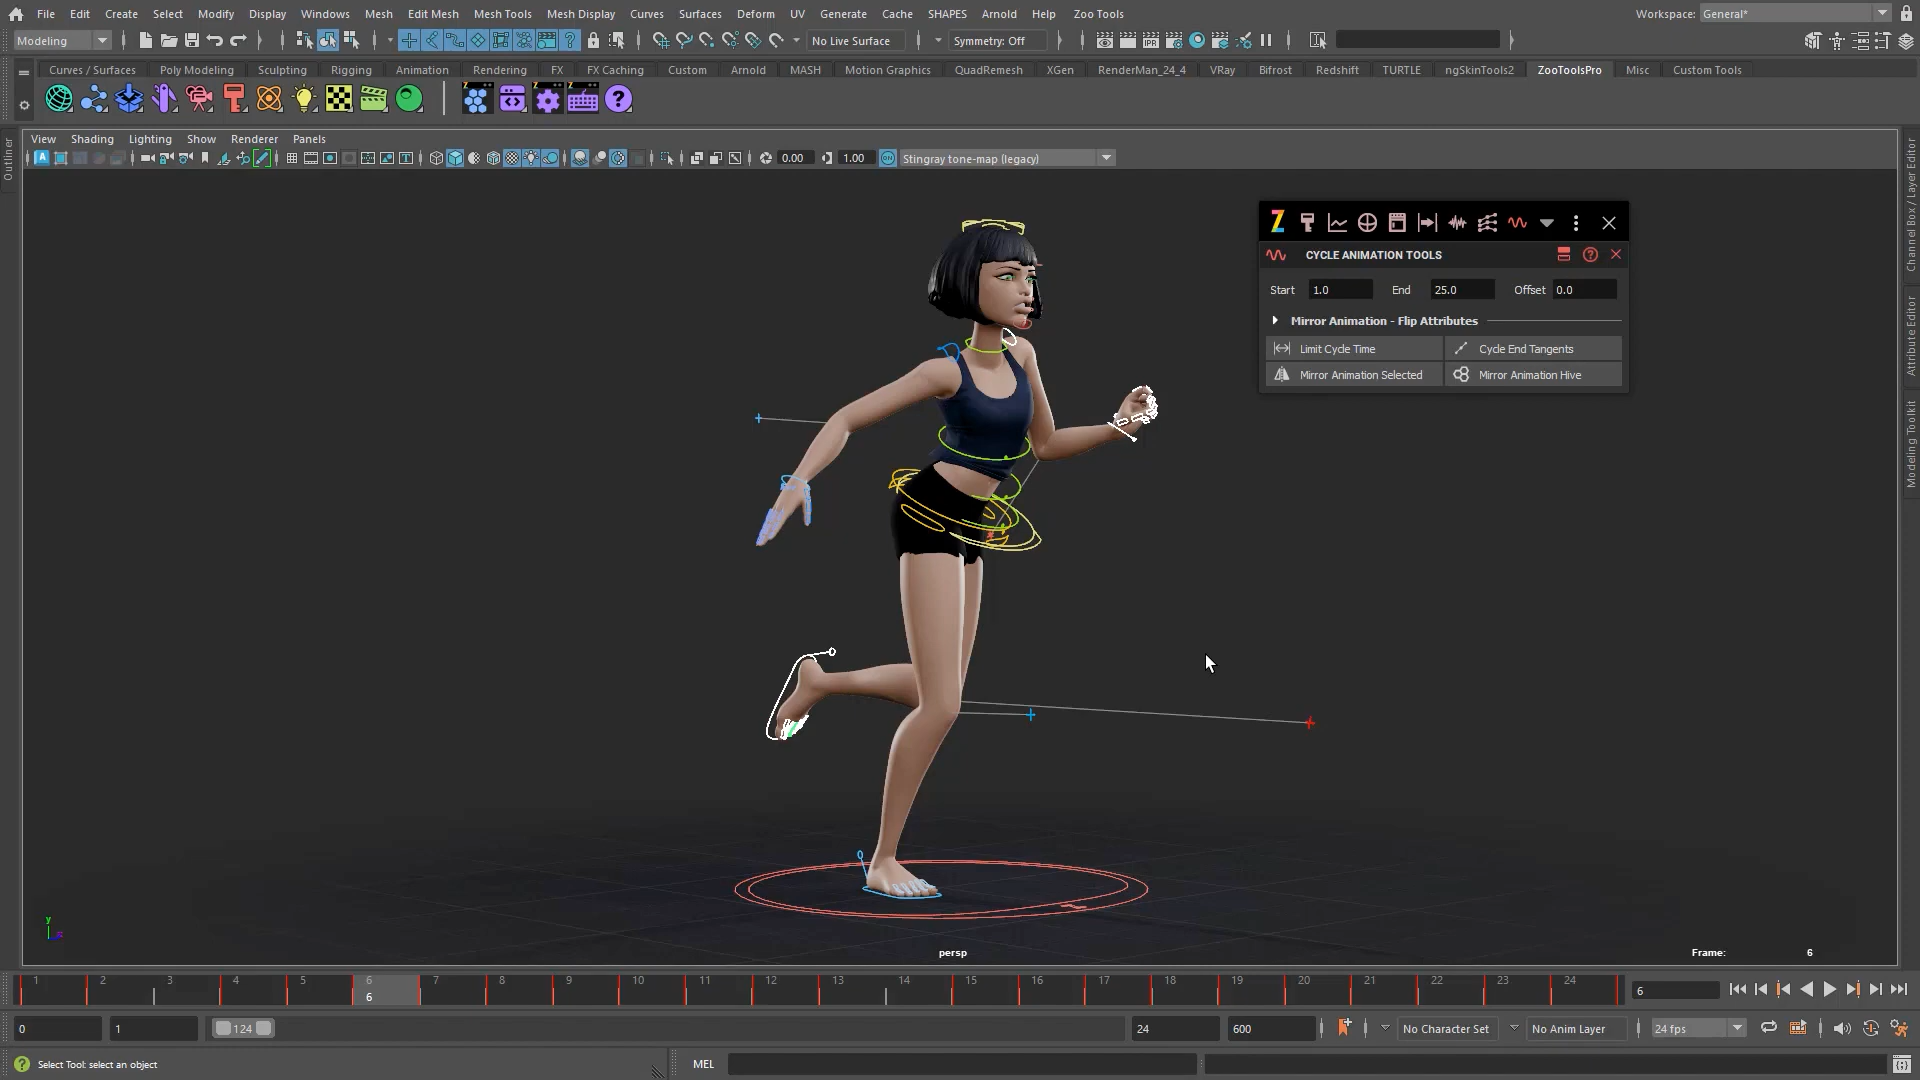 File Edit Create Select Modify Display Windows Mesh Edit Mesh Mesh Tools Mesh Display Curves Surfaces Deform UV Generate Cache SHAPES Arnold Help Zoo Tools Workspace: General*
Modeling No Live Surface Symmetry: Off
Curves / Surfaces Poly Modeling Sculpting Rigging Animation Rendering FX FX Caching Custom Arnold MASH Motion Graphics QuadRemesh XGen RenderMan_24_4 VRay Bifrost Redshift TURTLE ngSkinTools2 ZooToolsPro Misc Custom Tools
IPR
View Shading Lighting Show Renderer Panels
0.00 1.00 ON Stingray tone-map (legacy)
Outliner
Channel Box / Layer Editor
Attribute Editor
Modeling Toolkit
CYCLE ANIMATION TOOLS
Start 1.0 End 25.0 Offset 0.0
Mirror Animation - Flip Attributes
Limit Cycle Time Cycle End Tangents
Mirror Animation Selected Mirror Animation Hive
y
persp Frame: 6
1 2 3 4 5 6 7 8 9 10 11 12 13 14 15 16 17 18 19 20 21 22 23 24
6 6
0 1 124 24 600 No Character Set No Anim Layer 24 fps
Select Tool: select an object MEL